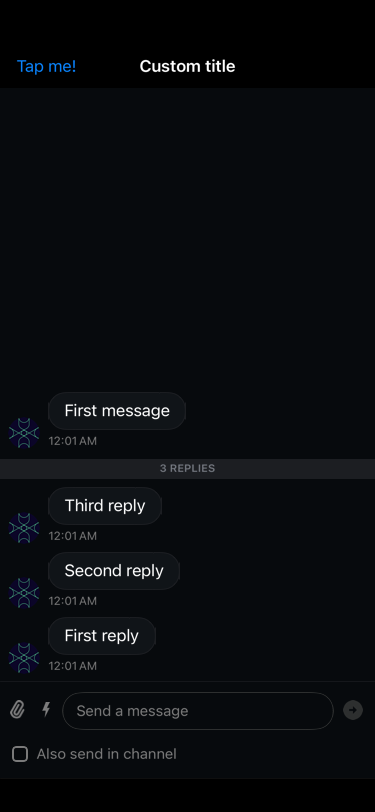 Tap me!
Custom title
First message
12:01 AM
3 REPLIES
Third reply
12:01 AM
Second reply
12:01 AM
First reply
12:01 AM
Send a message
Also send in channel